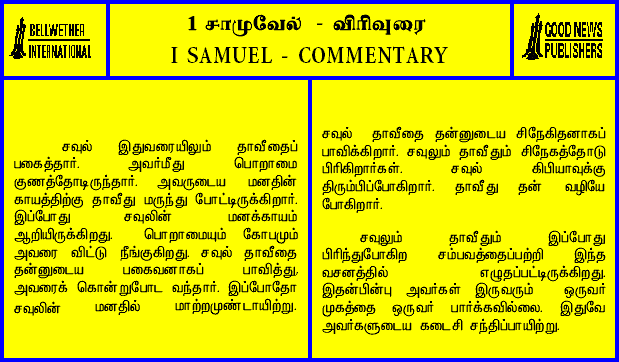 BELLWETHER
INTERNATIONAL
1 சாமுவேல் - விரிவுரை
I SAMUEL - COMMENTARY
GOOD NEWS
PUBLISHERS
சவுல் இதுவரையிலும் தாவீதைப்
பகைத்தார். அவர்மீது பொறாமை
குணத்தோடிருந்தார். அவருடைய மனதின்
காயத்திற்கு தாவீது மருந்து போட்டிருக்கிறார்.
இப்போது சவுலின் மனக்காயம்
ஆறியிருக்கிறது. பொறாமையும் கோபமும்
அவரை விட்டு நீங்குகிறது. சவுல் தாவீதை
தன்னுடைய பகைவனாகப் பாவித்து,
அவரைக் கொன்றுபோட வந்தார். இப்போதோ
சவுலின் மனதில் மாற்றமுண்டாயிற்று.
சவுல் தாவீதை தன்னுடைய சிநேகிதனாகப்
பாவிக்கிறார். சவுலும் தாவீதும் சிநேகத்தோடு
பிரிகிறார்கள். சவுல் கிபியாவுக்கு
திரும்பிப்போகிறார். தாவீது தன் வழியே
போகிறார்.
சவுலும் தாவீதும் இப்போது
பிரிந்துபோகிற சம்பவத்தைப்பற்றி இந்த
வசனத்தில் எழுதப்பட்டிருக்கிறது.
இதன்பின்பு அவர்கள் இருவரும் ஒருவர்
முகத்தை ஒருவர் பார்க்கவில்லை. இதுவே
அவர்களுடைய கடைசி சந்திப்பாயிற்று.